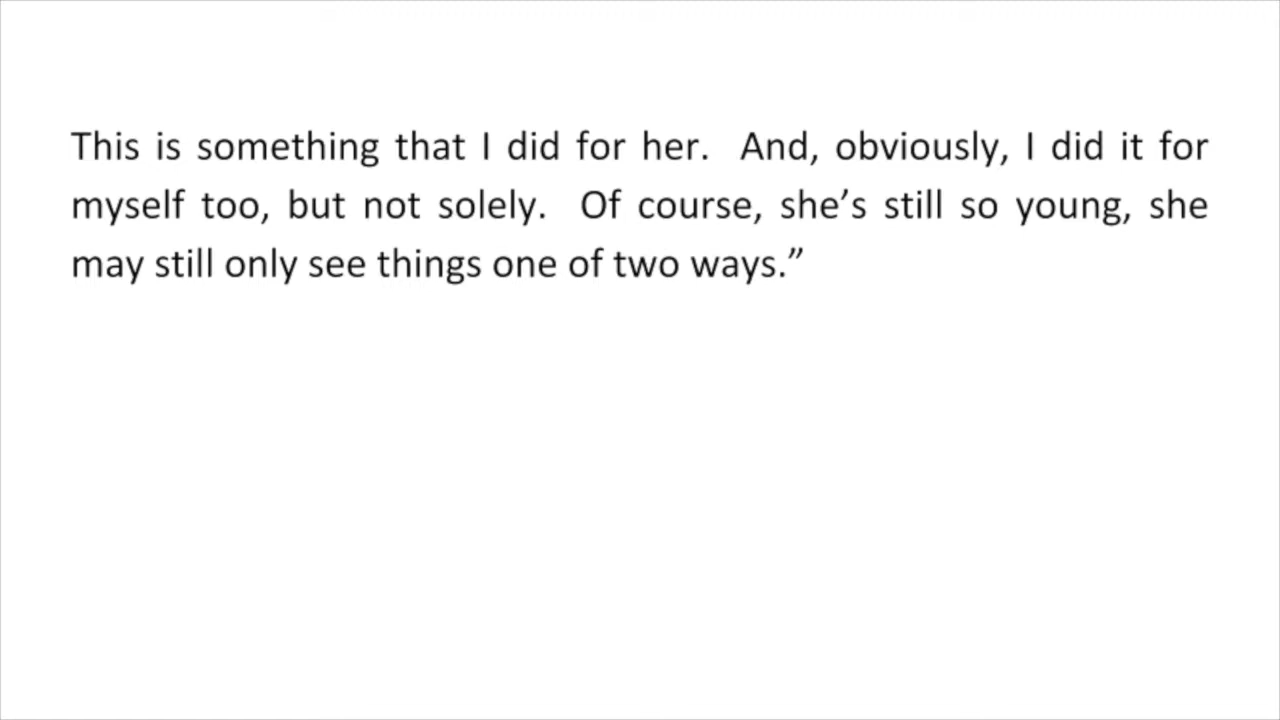 This is something that I did for her.  And, obviously, I did it for
myself too, but not solely.  Of course, she’s still so young, she
may still only see things one of two ways.”